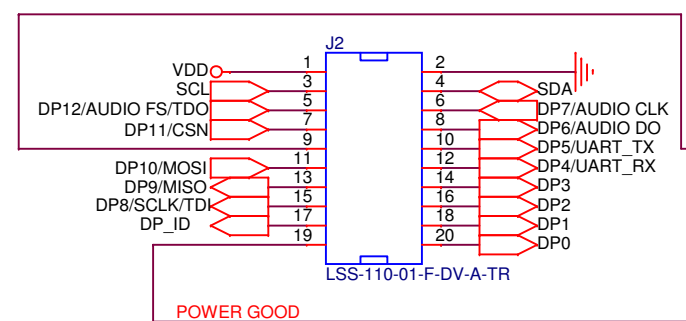 J2
VDD 1 2
SCL 3 4 SDA
DP12/AUDIO FS/TDO 5 6 DP7/AUDIO CLK
DP11/CSN 7 8 DP6/AUDIO DO
9 10 DP5/UART_TX
DP10/MOSI 11 12 DP4/UART_RX
DP9/MISO 13 14 DP3
DP8/SCLK/TDI 15 16 DP2
DP_ID 17 18 DP1
19 20 DP0
LSS-110-01-F-DV-A-TR
POWER GOOD